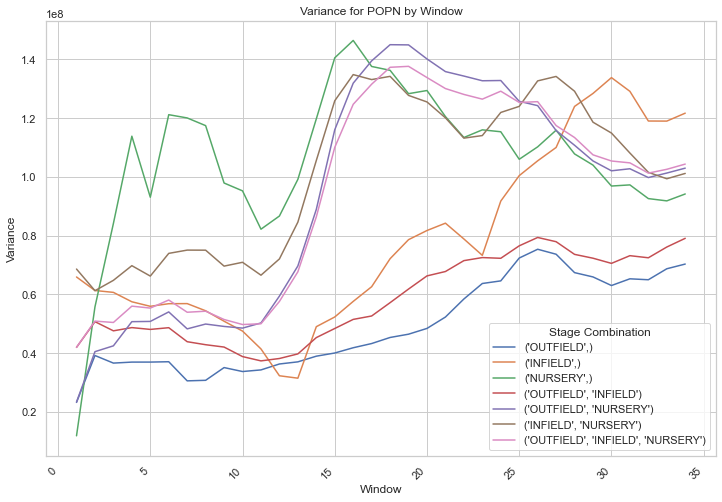 Variance for POPN by Window
1e8
1.4
1.2
1.0
0.8
0.6
0.4
0.2
Variance
0
5
10
15
20
25
30
35
Window
Stage Combination
('OUTFIELD',)
('INFIELD',)
('NURSERY',)
('OUTFIELD', 'INFIELD')
('OUTFIELD', 'NURSERY')
('INFIELD', 'NURSERY')
('OUTFIELD', 'INFIELD', 'NURSERY')